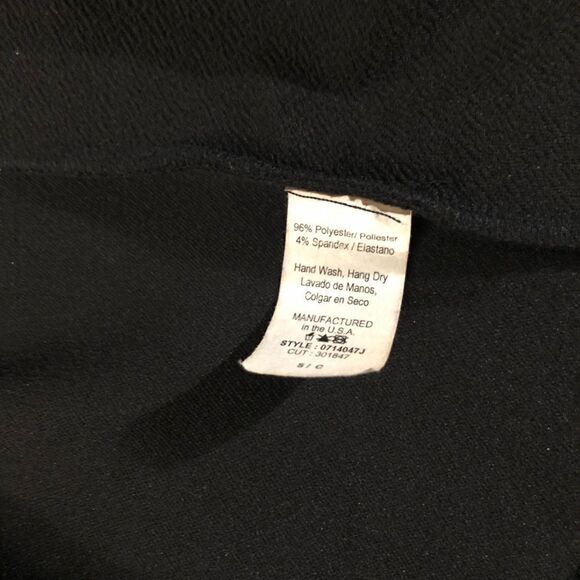 96% Polyester/ Poliester
4% Spandex / Elastano
Hand Wash, Hang Dry
Lavado de Manos,
Colgar en Seco
MANUFACTURED
in the U.S.A.
STYLE : 0714047J
CUT : 301847
S / C